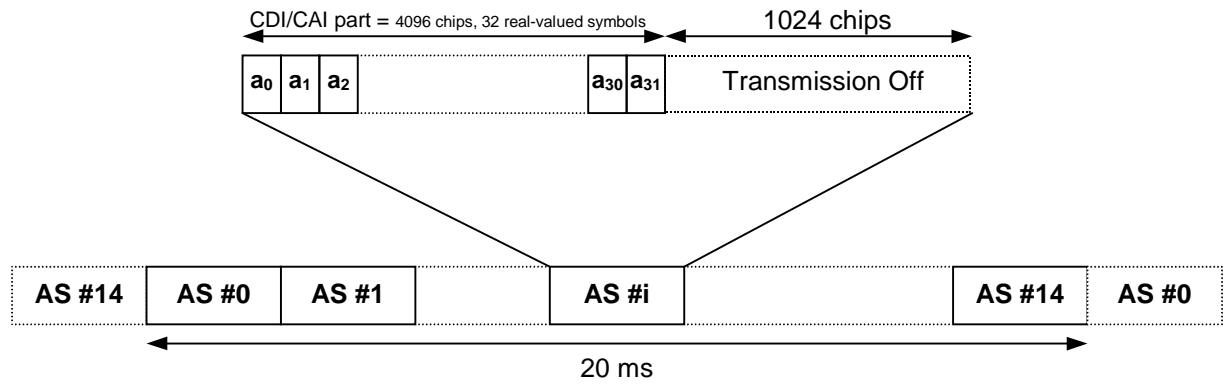 CDI/CAI part = 4096 chips, 32 real-valued symbols 1024 chips
a0 a1 a2 a30 a31 Transmission Off
AS #14 AS #0 AS #1 AS #i AS #14 AS #0
20 ms